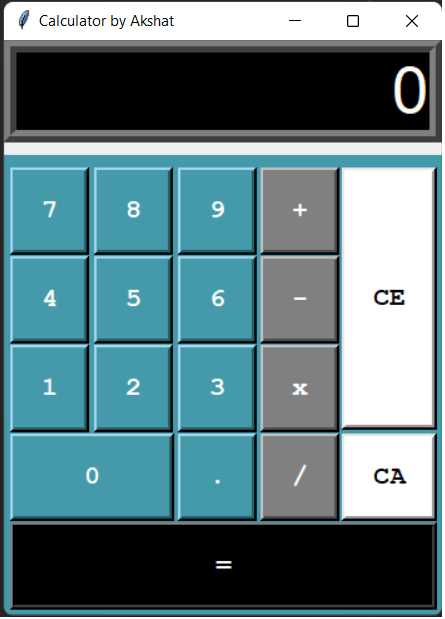 Calculator by Akshat
0
7 8 9 +
CE
4 5 6 -
1 2 3 x
0 . / CA
=